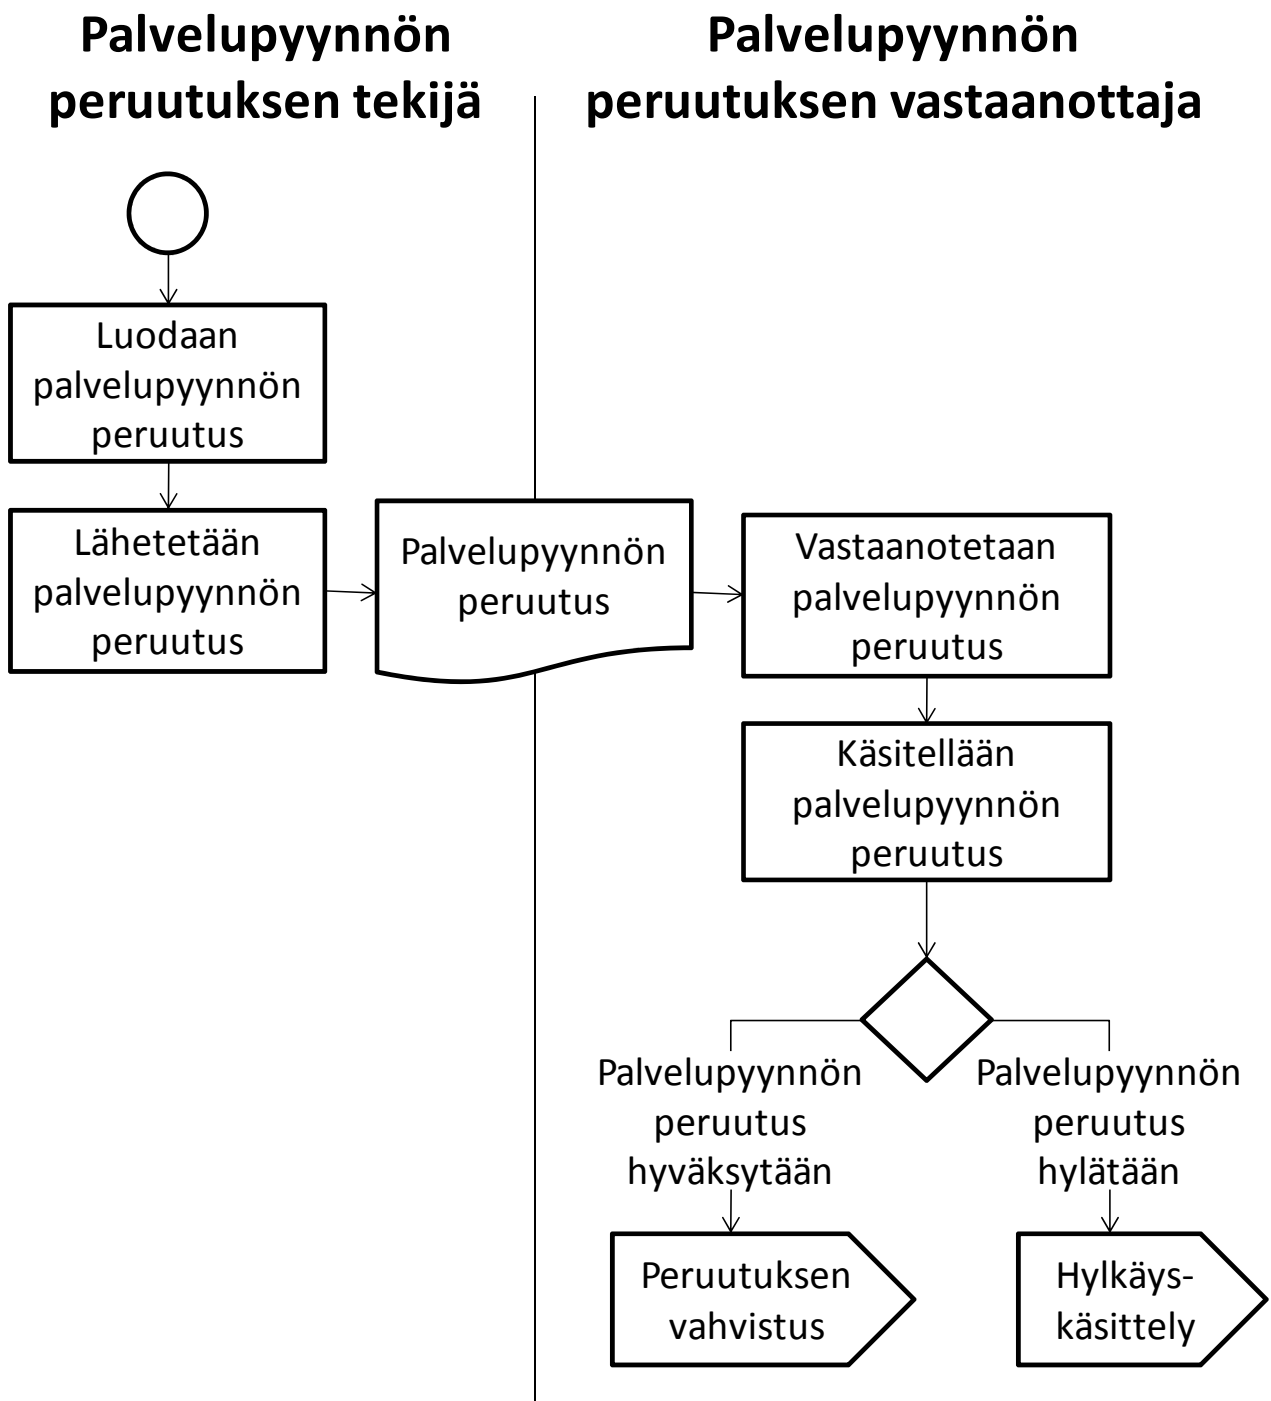 Palvelupyynnön
peruutuksen tekijä
Palvelupyynnön
peruutuksen vastaanottaja
Luodaan
palvelupyynnön
peruutus
Lähetetään
palvelupyynnön
peruutus
Palvelupyynnön
peruutus
Vastaanotetaan
palvelupyynnön
peruutus
Käsitellään
palvelupyynnön
peruutus
Palvelupyynnön
peruutus
hyväksytään
Palvelupyynnön
peruutus
hylätään
Peruutuksen
vahvistus
Hylkäys-
käsittely